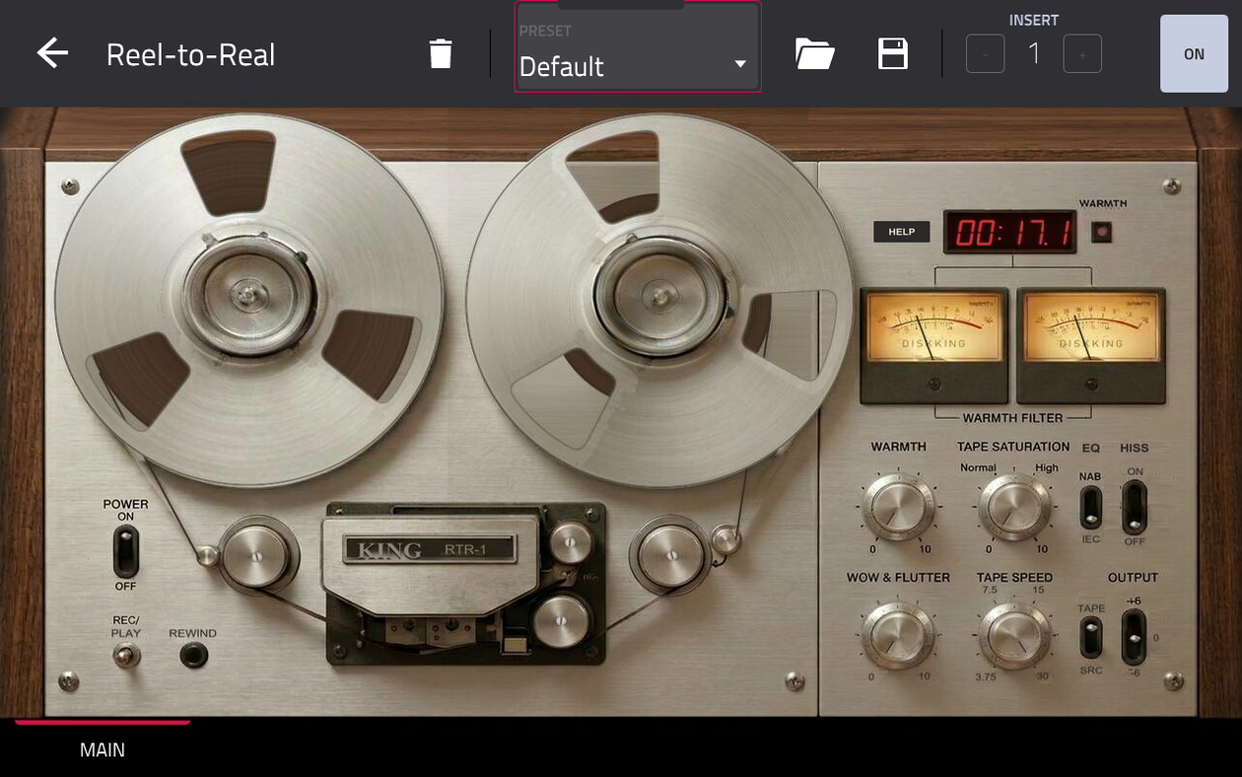 INSERT
PRESET
Reel-to-Real
Default
- 1 +
ON
WARMTH
HELP
00:17.1
DISKKING
DISKKING
WARMTH FILTER
WARMTH
TAPE SATURATION
EQ
HISS
Normal
High
ON
NAB
0
10
0
10
IEC
OFF
POWER
ON
OFF
KING RTR-1
WOW & FLUTTER
TAPE SPEED
OUTPUT
7.5
15
+6
TAPE
0
SRC
-6
0
10
3.75
30
REC/
PLAY
REWIND
MAIN